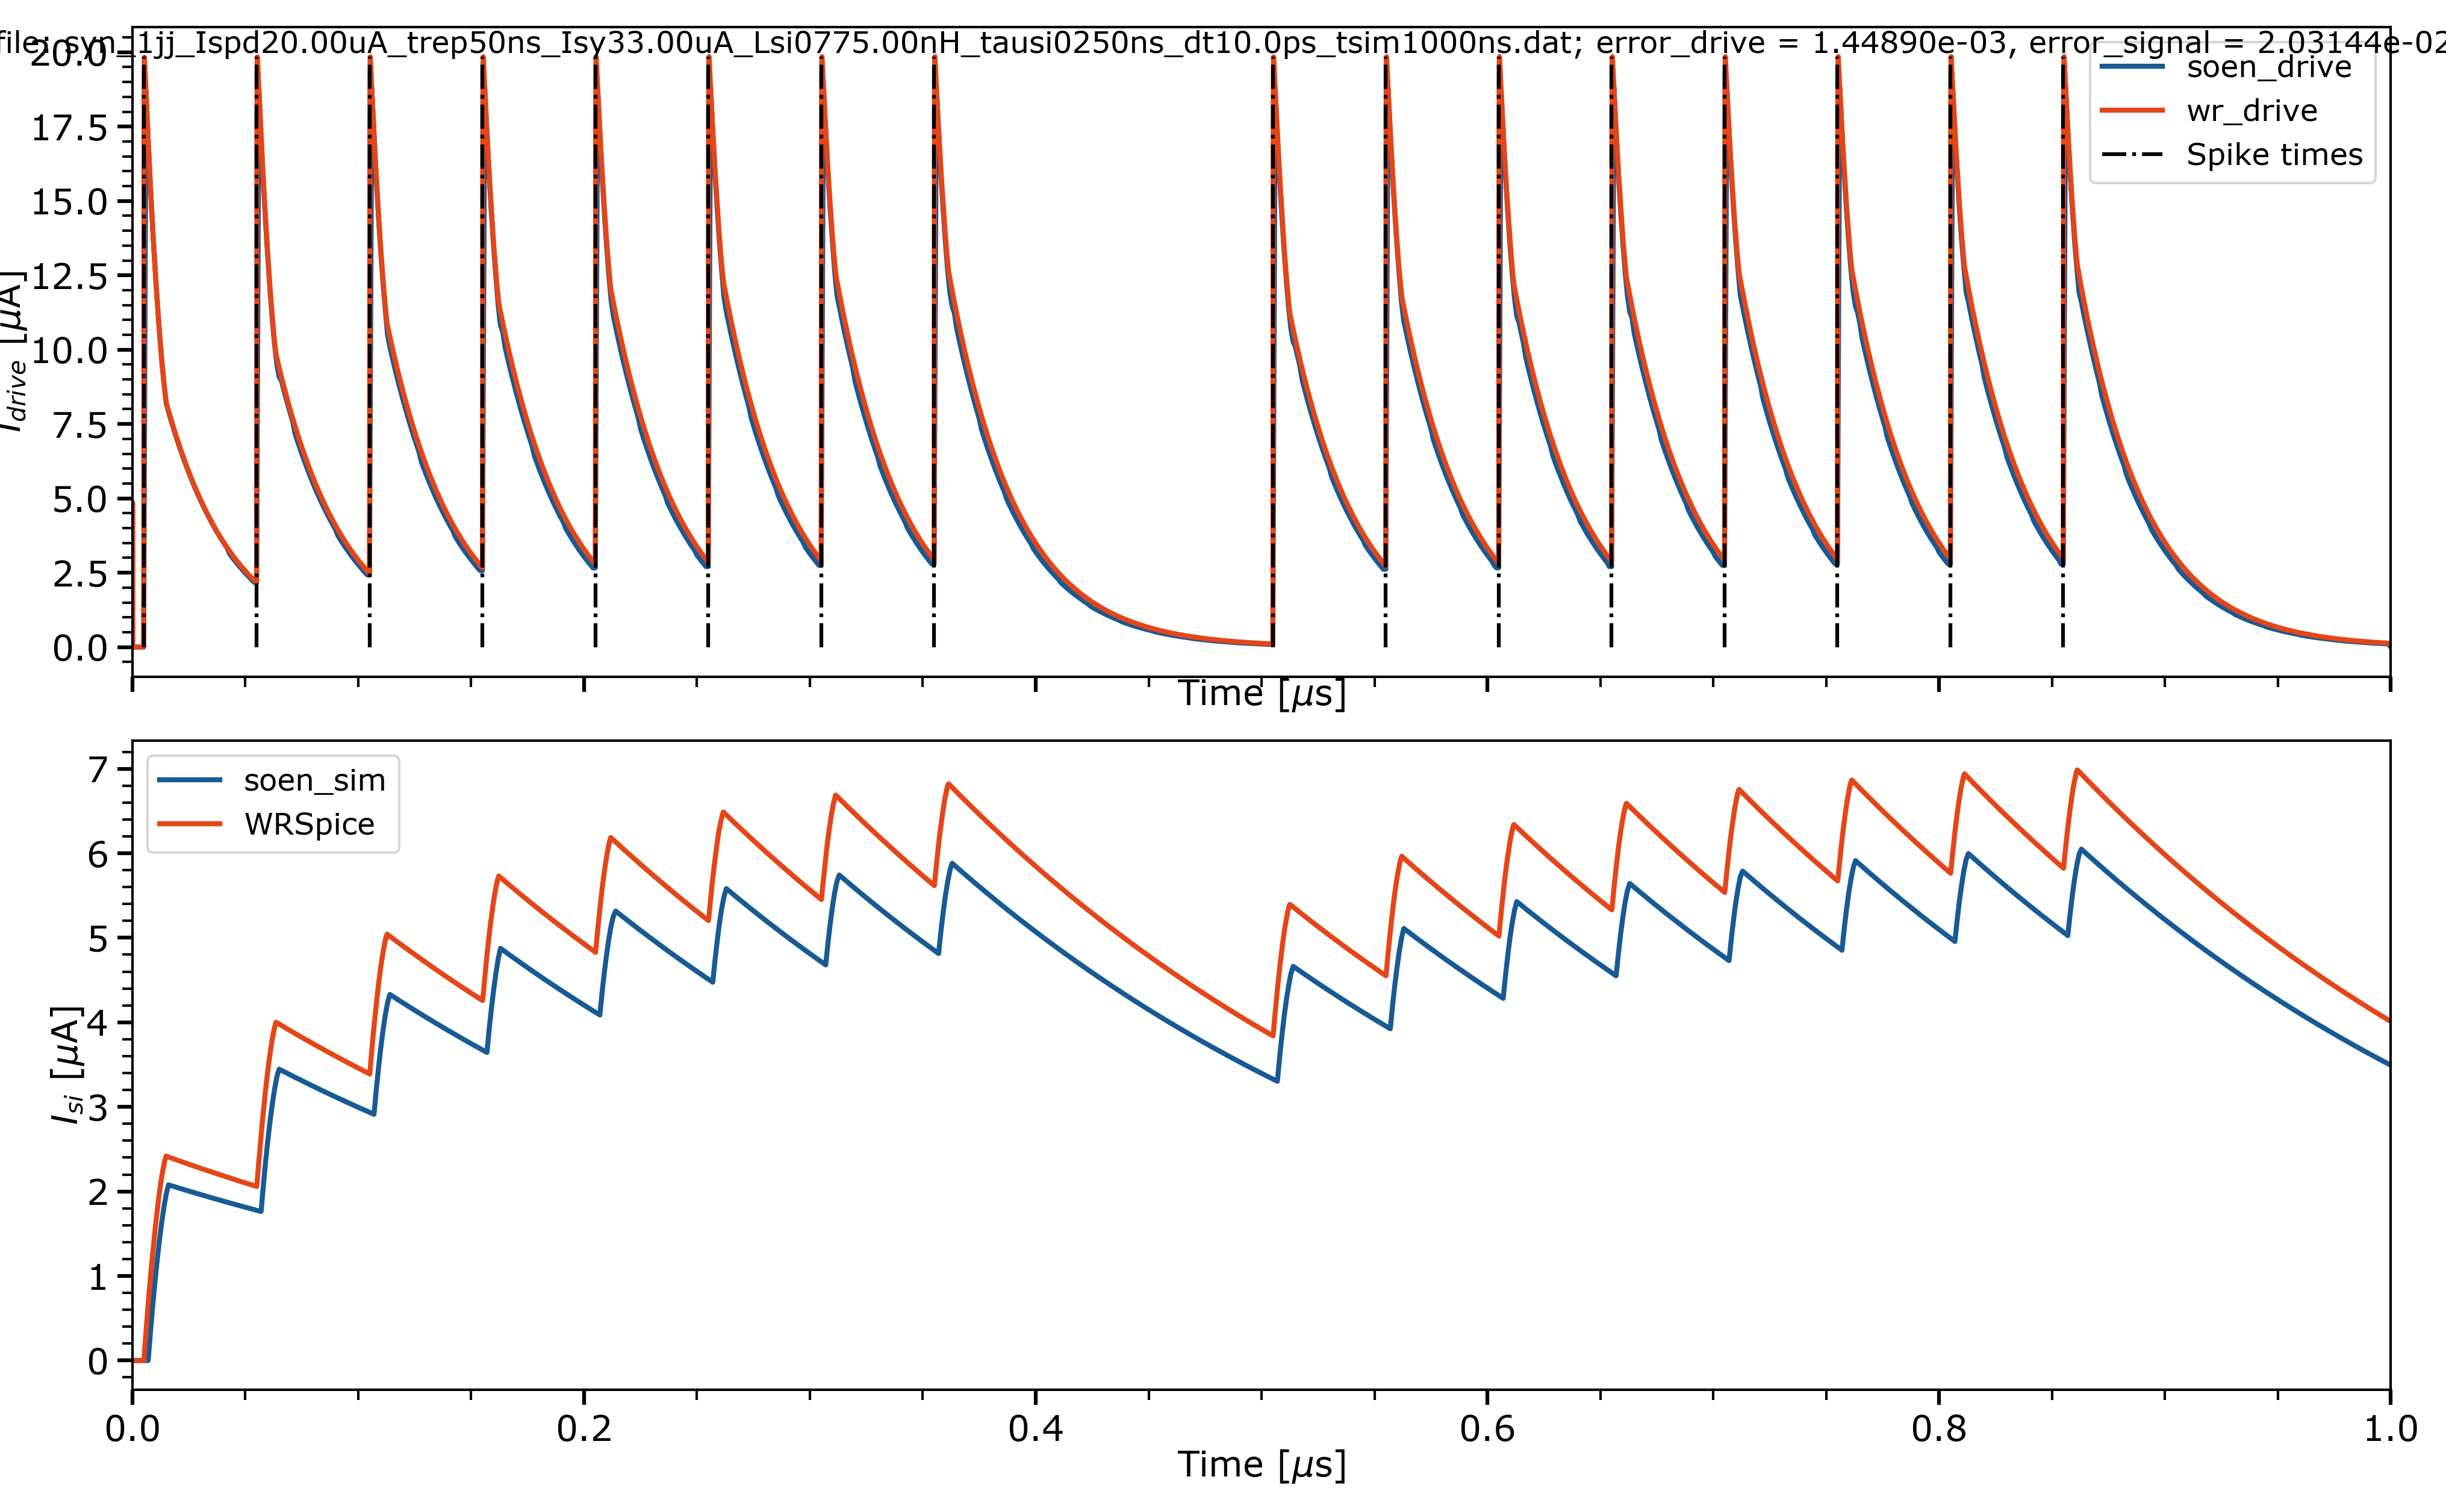 file: syn_1jj_Ispd20.00uA_trep50ns_Isy33.00uA_Lsi0775.00nH_tausi0250ns_dt10.0ps_tsim1000ns.dat; error_drive = 1.44890e-03, error_signal = 2.03144e-02
20.0
17.5
15.0
12.5
10.0
7.5
5.0
2.5
0.0
I_drive [μA]
soen_drive
wr_drive
Spike times
Time [μs]
7
6
5
4
3
2
1
0
I_si [μA]
soen_sim
WRSpice
0.0 0.2 0.4 0.6 0.8 1.0
Time [μs]